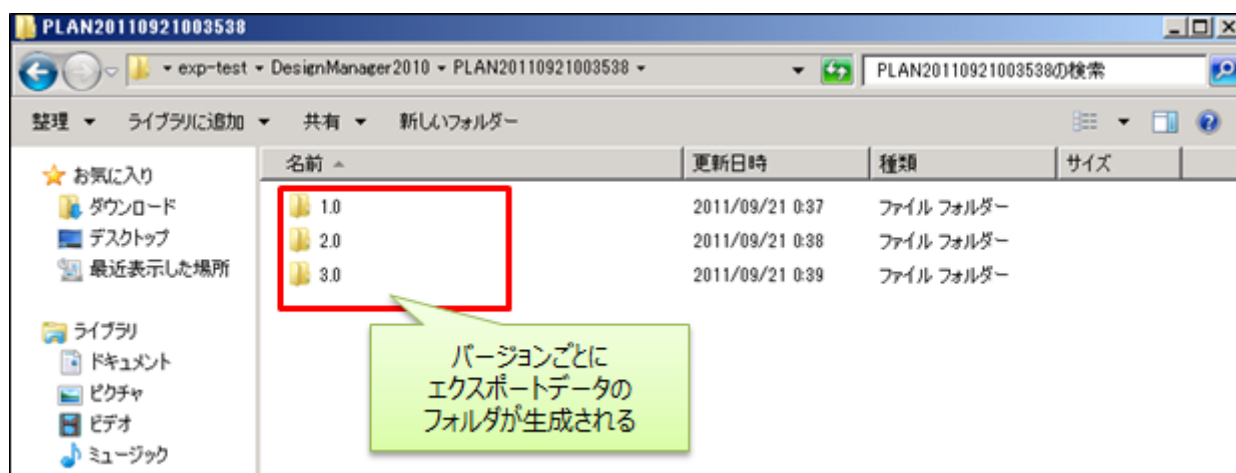 PLAN20110921003538
exp-test DesignManager2010 PLAN20110921003538 PLAN20110921003538の検索
整理 ライブラリに追加 共有 新しいフォルダー
お気に入り
ダウンロード
デスクトップ
最近表示した場所
ライブラリ
ドキュメント
ピクチャ
ビデオ
ミュージック
名前 更新日時 種類 サイズ
1.0 2011/09/21 0:37 ファイル フォルダー
2.0 2011/09/21 0:38 ファイル フォルダー
3.0 2011/09/21 0:39 ファイル フォルダー
バージョンごとに
エクスポートデータの
フォルダが生成される